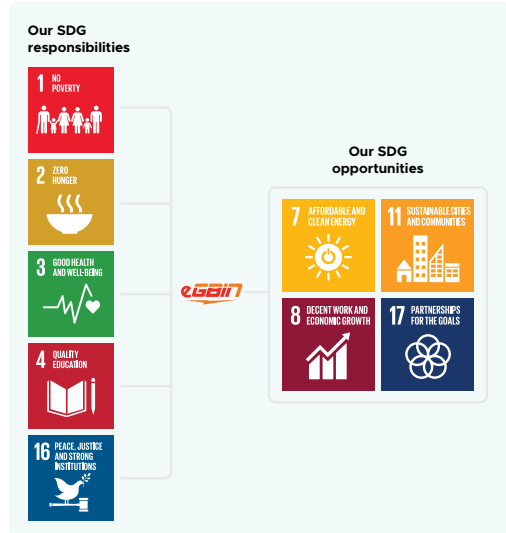 Our SDG
responsibilities
1 NO
POVERTY
2 ZERO
HUNGER
3 GOOD HEALTH
AND WELL-BEING
4 QUALITY
EDUCATION
16 PEACE, JUSTICE
AND STRONG
INSTITUTIONS
eGBIN
Our SDG
opportunities
7 AFFORDABLE AND
CLEAN ENERGY
11 SUSTAINABLE CITIES
AND COMMUNITIES
8 DECENT WORK AND
ECONOMIC GROWTH
17 PARTNERSHIPS
FOR THE GOALS